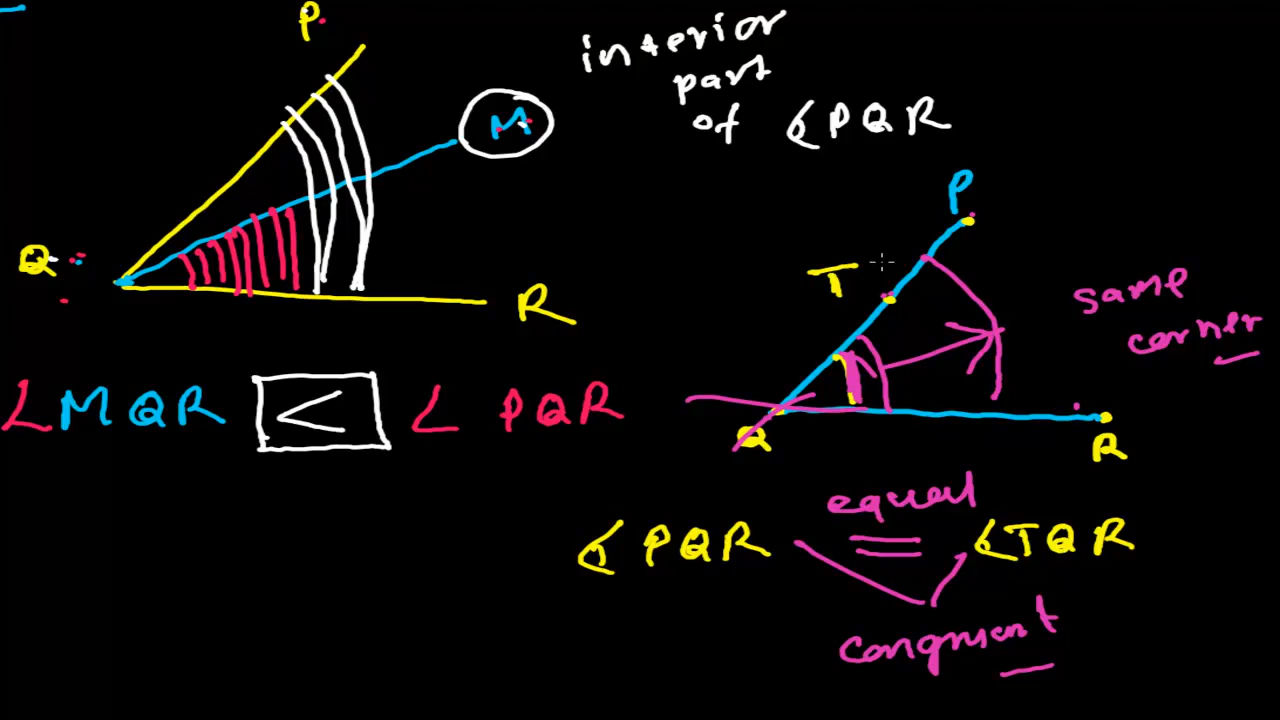 P
interior
part
of ∡PQR
M
Q
R
∠MQR < ∠PQR
P
T
same
corner
Q
R
equal
∡PQR = ∡TQR
congruent